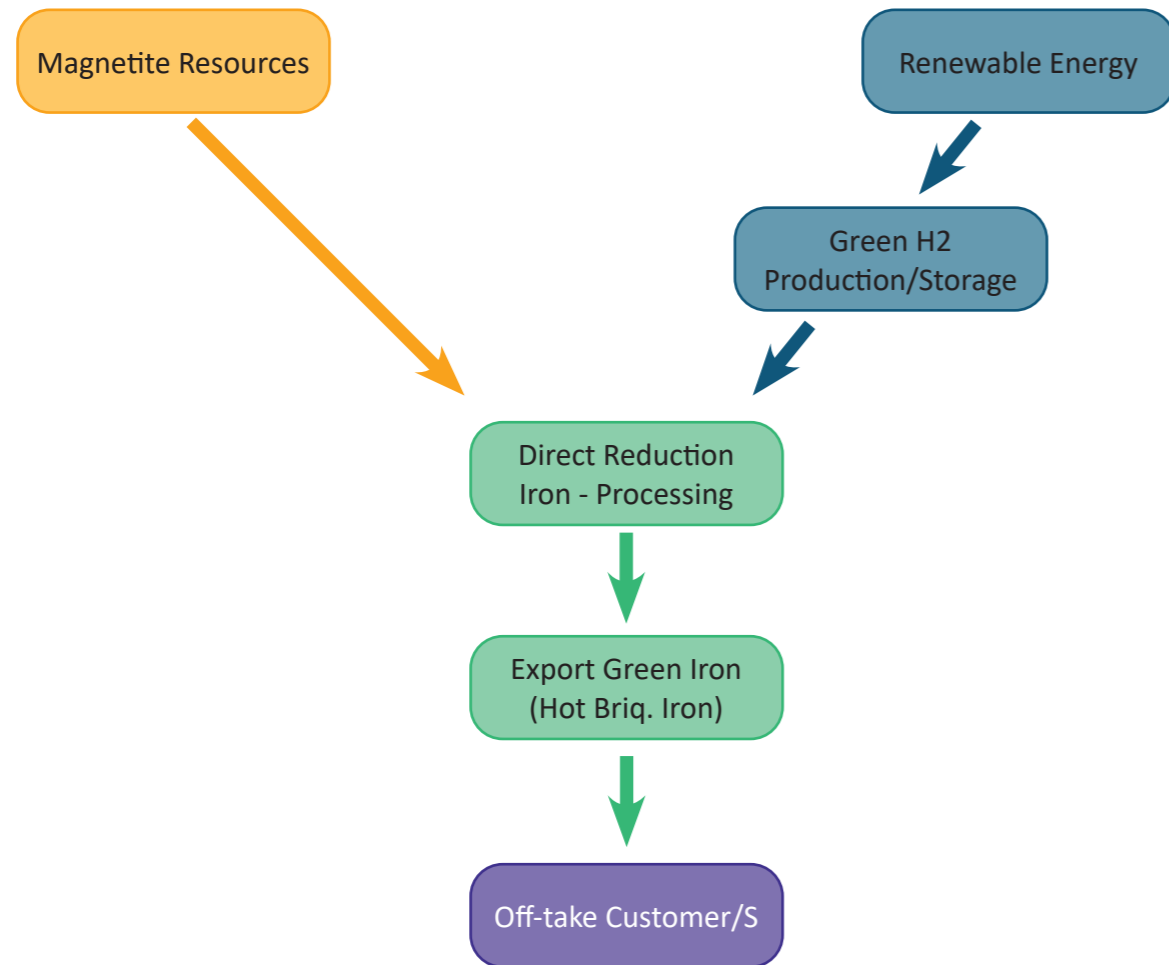 Magnetite Resources
Renewable Energy
Green H2
Production/Storage
Direct Reduction
Iron - Processing
Export Green Iron
(Hot Briq. Iron)
Off-take Customer/S